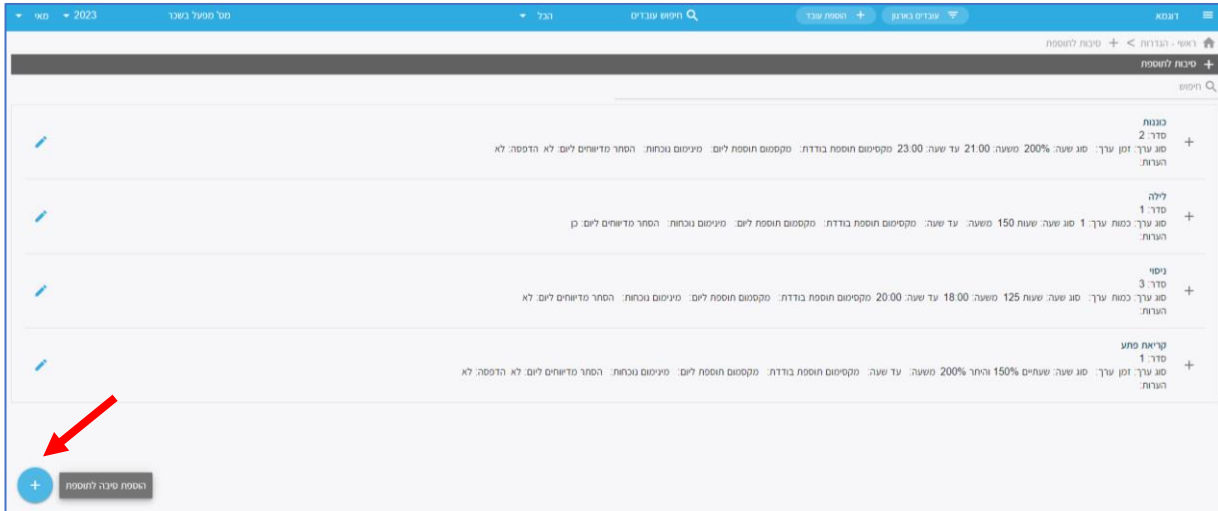 דוגמא עובדים בארגון + הוספת עובד חיפוש עובדים הכל מס' מפעל בשכר 2023 מאי
ראשי - הגדרות > + סיבות לתוספת
+ סיבות לתוספת
חיפוש
כוננות
סדר: 2
סוג ערך: זמן ערך: סוג שעה: 200% משעה: 21:00 עד שעה: 23:00 מקסימום תוספת בודדת: מקסמום תוספת ליום: מינימום נוכחות: הסתר מדיווחים ליום: לא הדפסה: לא
הערות:
לילה
סדר: 1
סוג ערך: כמות ערך: 1 סוג שעה: שעות 150 משעה: עד שעה: מקסימום תוספת בודדת: מקסמום תוספת ליום: מינימום נוכחות: הסתר מדיווחים ליום: כן
הערות:
ניסוי
סדר: 3
סוג ערך: כמות ערך: סוג שעה: שעות 125 משעה: 18:00 עד שעה: 20:00 מקסימום תוספת בודדת: מקסמום תוספת ליום: מינימום נוכחות: הסתר מדיווחים ליום: לא
הערות:
קריאת פתע
סדר: 1
סוג ערך: זמן ערך: סוג שעה: שעתיים 150% והיתר 200% משעה: עד שעה: מקסימום תוספת בודדת: מקסמום תוספת ליום: מינימום נוכחות: הסתר מדיווחים ליום: לא הדפסה: לא
הערות:
הוספת סיבה לתוספת